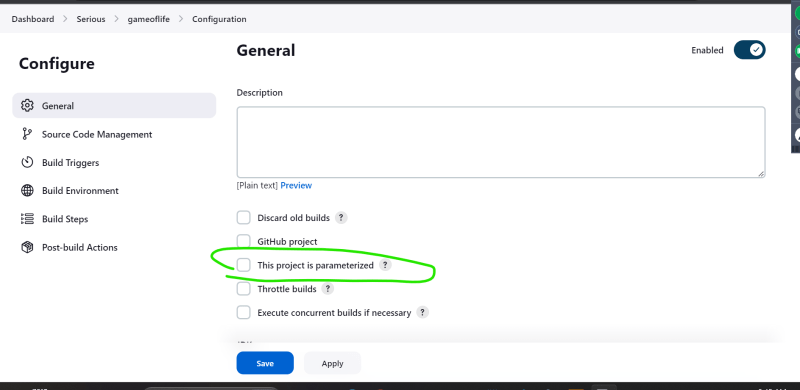 Dashboard > Serious > gameoflife > Configuration
Configure
General
Source Code Management
Build Triggers
Build Environment
Build Steps
Post-build Actions
General
Enabled
Description
[Plain text] Preview
Discard old builds ?
GitHub project
This project is parameterized ?
Throttle builds ?
Execute concurrent builds if necessary ?
Save
Apply